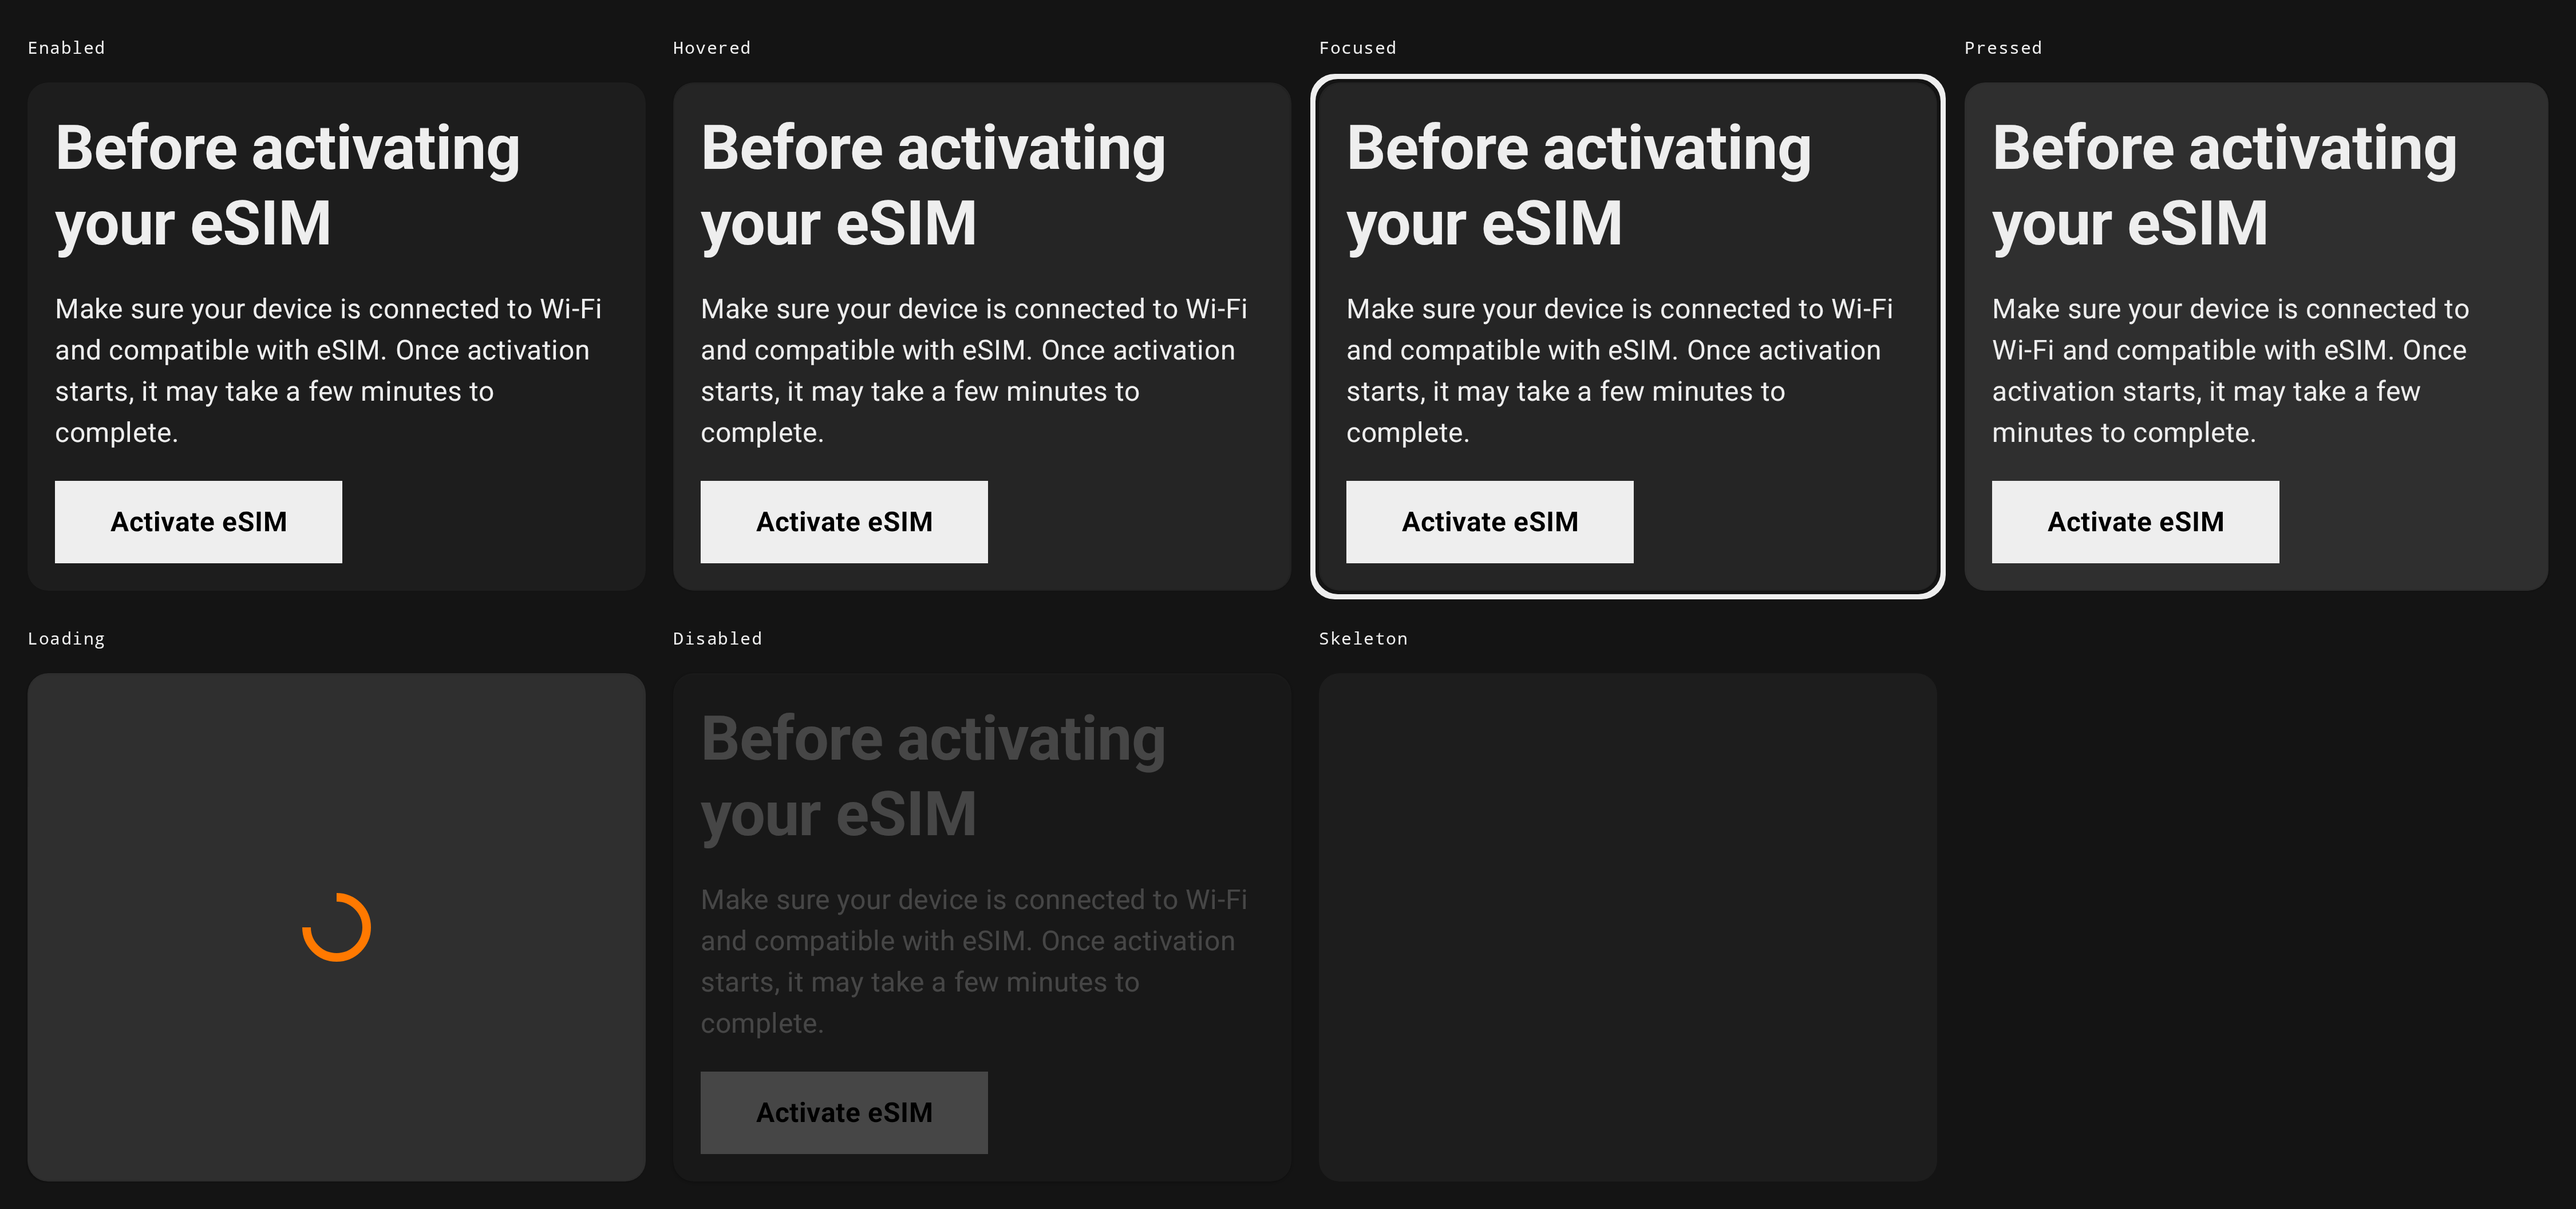 Enabled
Before activating
your eSIM
Make sure your device is connected to Wi-Fi
and compatible with eSIM. Once activation
starts, it may take a few minutes to
complete.
Activate eSIM
Hovered
Before activating
your eSIM
Make sure your device is connected to Wi-Fi
and compatible with eSIM. Once activation
starts, it may take a few minutes to
complete.
Activate eSIM
Focused
Before activating
your eSIM
Make sure your device is connected to Wi-Fi
and compatible with eSIM. Once activation
starts, it may take a few minutes to
complete.
Activate eSIM
Pressed
Before activating
your eSIM
Make sure your device is connected to
Wi-Fi and compatible with eSIM. Once
activation starts, it may take a few
minutes to complete.
Activate eSIM
Loading
Disabled
Before activating
your eSIM
Make sure your device is connected to Wi-Fi
and compatible with eSIM. Once activation
starts, it may take a few minutes to
complete.
Activate eSIM
Skeleton